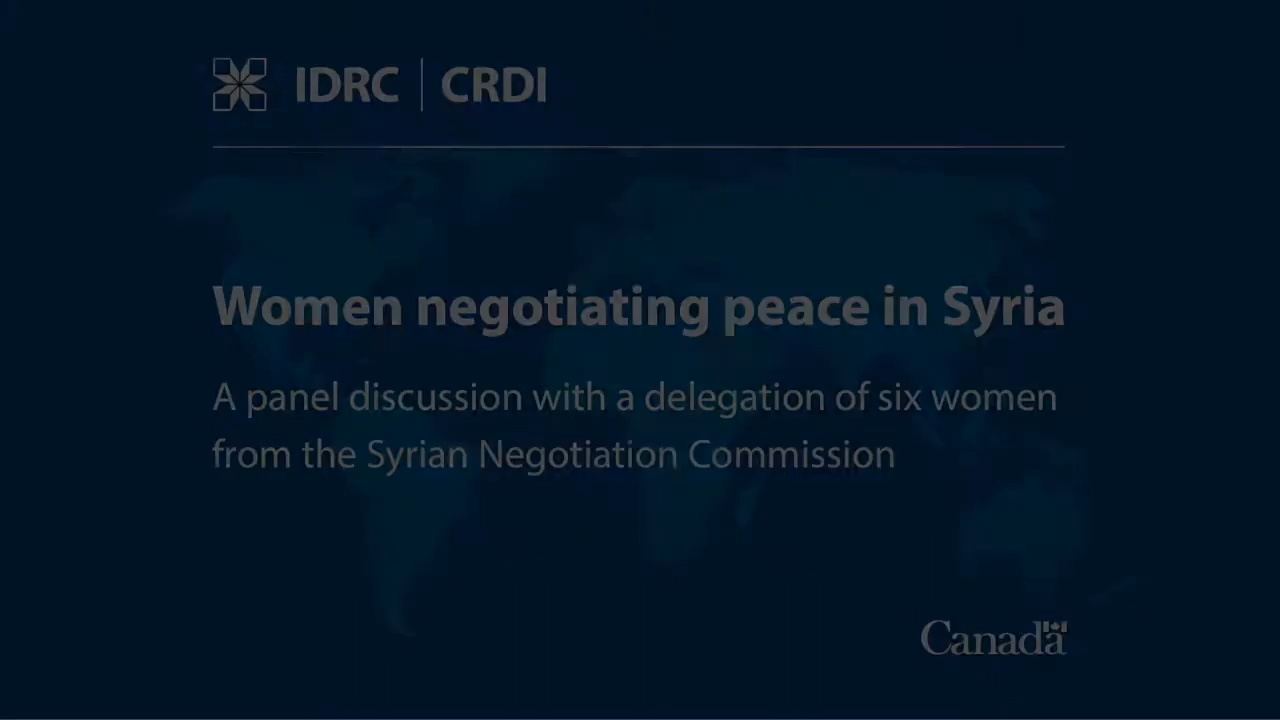 IDRC | CRDI
Women negotiating peace in Syria
A panel discussion with a delegation of six women
from the Syrian Negotiation Commission
Canada